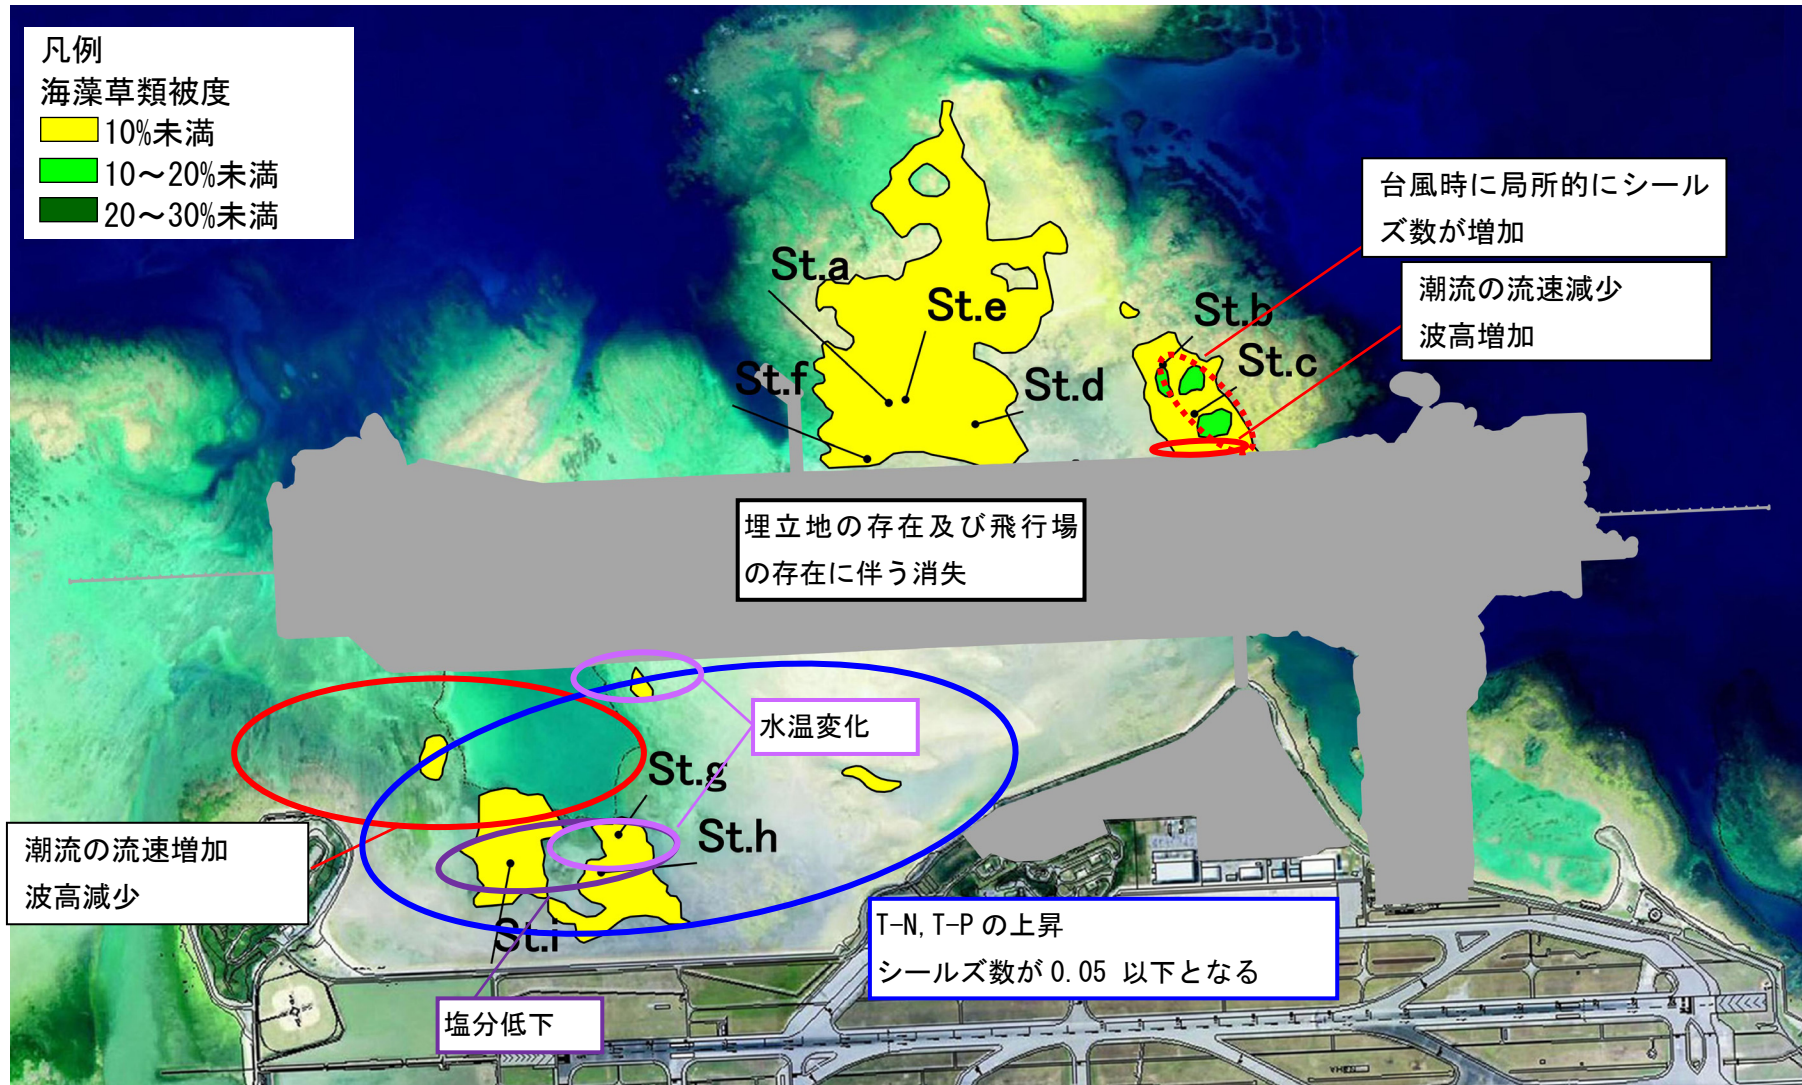 凡例
海藻草類被度
10%未満
10～20%未満
20～30%未満
台風時に局所的にシール
ズ数が増加
潮流の流速減少
波高増加
St.a
St.e
St.b
St.c
St.f
St.d
埋立地の存在及び飛行場
の存在に伴う消失
水温変化
St.g
St.h
潮流の流速増加
波高減少
St.i
T-N,T-Pの上昇
シールズ数が0.05 以下となる
塩分低下